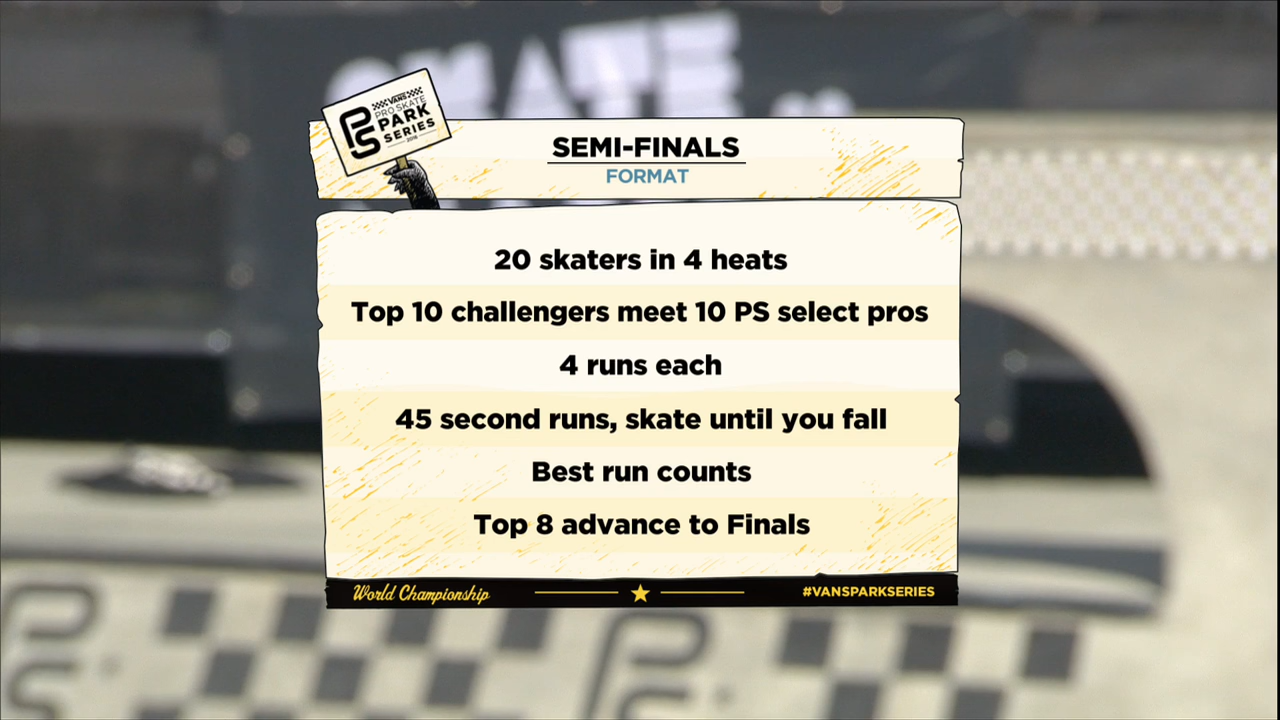 SKATE
VANS
PRO SKATE
PARK
SERIES
2016
SEMI-FINALS
FORMAT
20 skaters in 4 heats
Top 10 challengers meet 10 PS select pros
4 runs each
45 second runs, skate until you fall
Best run counts
Top 8 advance to Finals
World Championship
#VANSPARKSERIES